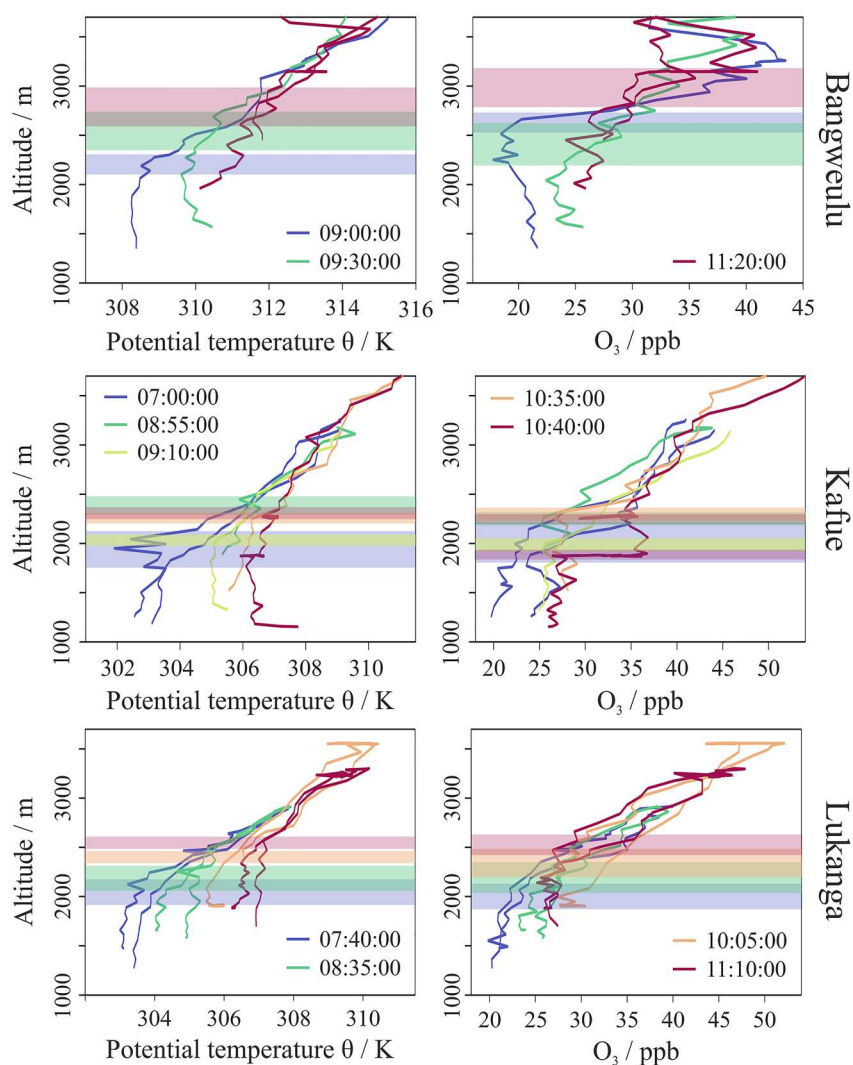 3000
2000
1000
Altitude / m
09:00:00
09:30:00
308 310 312 314 316
Potential temperature θ / K
11:20:00
20 25 30 35 40 45
O₃ / ppb
Bangweulu
3000
2000
1000
Altitude / m
07:00:00
08:55:00
09:10:00
302 304 306 308 310
Potential temperature θ / K
10:35:00
10:40:00
20 25 30 35 40 45 50
O₃ / ppb
Kafue
3000
2000
1000
Altitude / m
07:40:00
08:35:00
304 306 308 310
Potential temperature θ / K
10:05:00
11:10:00
20 25 30 35 40 45 50
O₃ / ppb
Lukanga